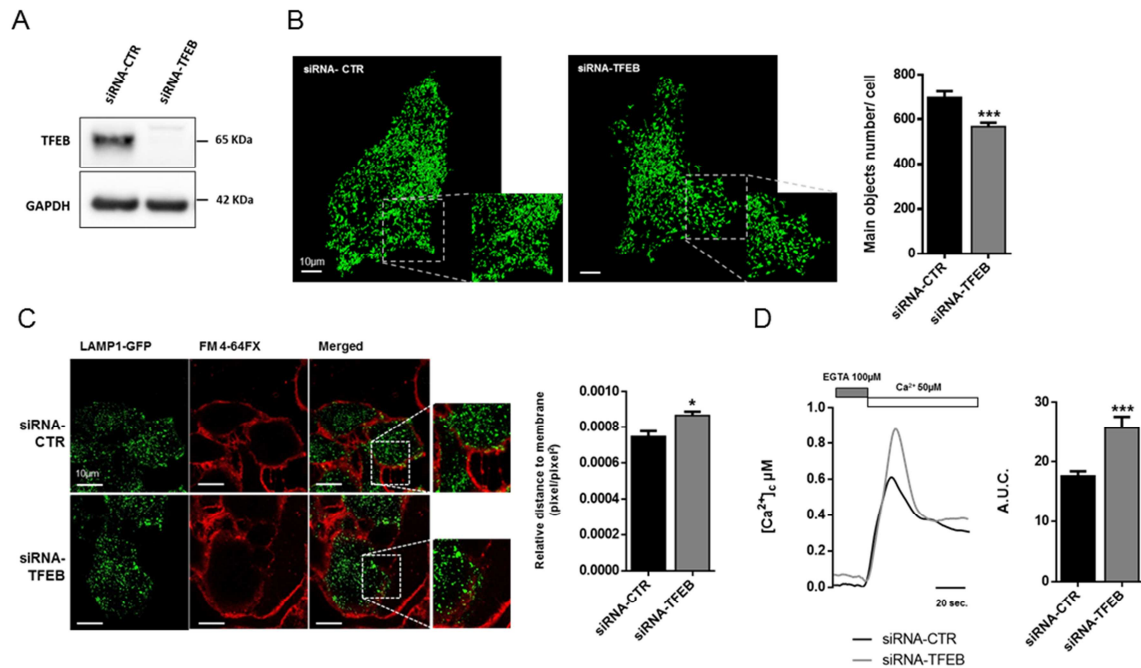 A
siRNA-CTR
siRNA-TFEB
TFEB
65 KDa
GAPDH
42 KDa
B
siRNA- CTR
10µm
siRNA-TFEB
Main objects number/ cell
800
600
400
200
0
***
siRNA-CTR
siRNA-TFEB
C
LAMP1-GFP
FM 4-64FX
Merged
siRNA-
CTR
10µm
siRNA-
TFEB
Relative distance to membrane
(pixel/pixel²)
0.0010
0.0008
0.0006
0.0004
0.0002
0.0000
*
siRNA-CTR
siRNA-TFEB
D
EGTA 100µM
Ca²⁺ 50µM
[Ca²⁺]c µM
1.0
0.8
0.6
0.4
0.2
0.0
20 sec.
siRNA-CTR
siRNA-TFEB
A.U.C.
30
20
10
0
***
siRNA-CTR
siRNA-TFEB